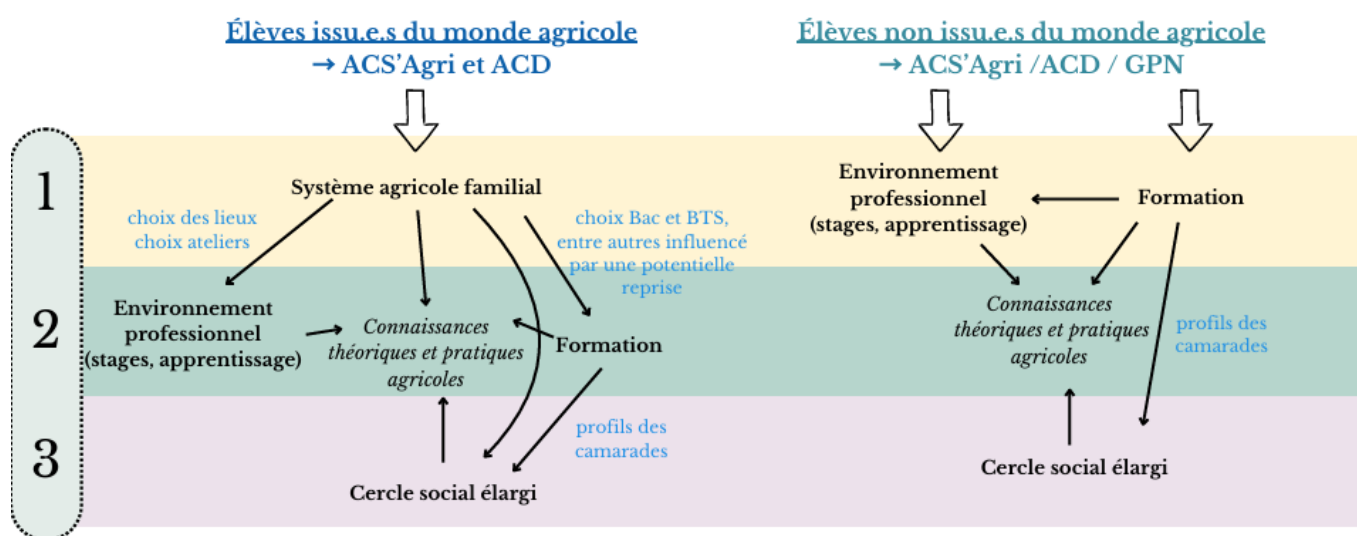 Élèves issu.e.s du monde agricole
→ ACS'Agri et ACD
Élèves non issu.e.s du monde agricole
→ ACS'Agri /ACD / GPN
1
Système agricole familial
choix des lieux
choix ateliers
choix Bac et BTS,
entre autres influencé
par une potentielle
reprise
Environnement
professionnel
(stages, apprentissage)
Formation
2
Environnement
professionnel
(stages, apprentissage)
Connaissances
théoriques et pratiques
agricoles
Formation
Connaissances
théoriques et pratiques
agricoles
profils des
camarades
3
profils des
camarades
Cercle social élargi
Cercle social élargi